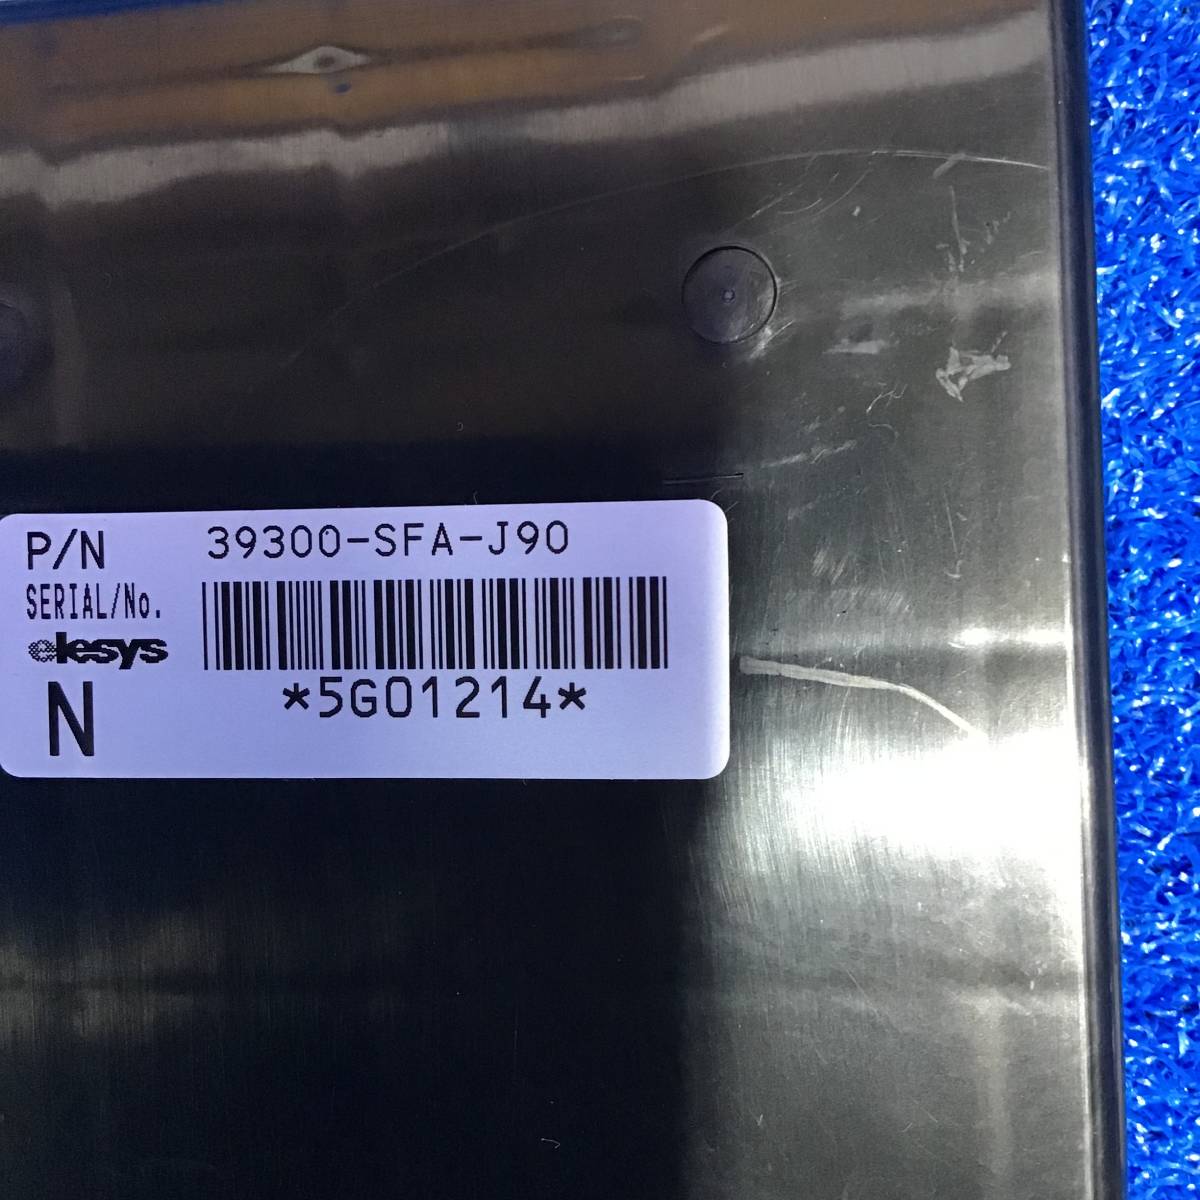 P/N 39300-SFA-J90
SERIAL/No.
elesys
*5G01214*
N